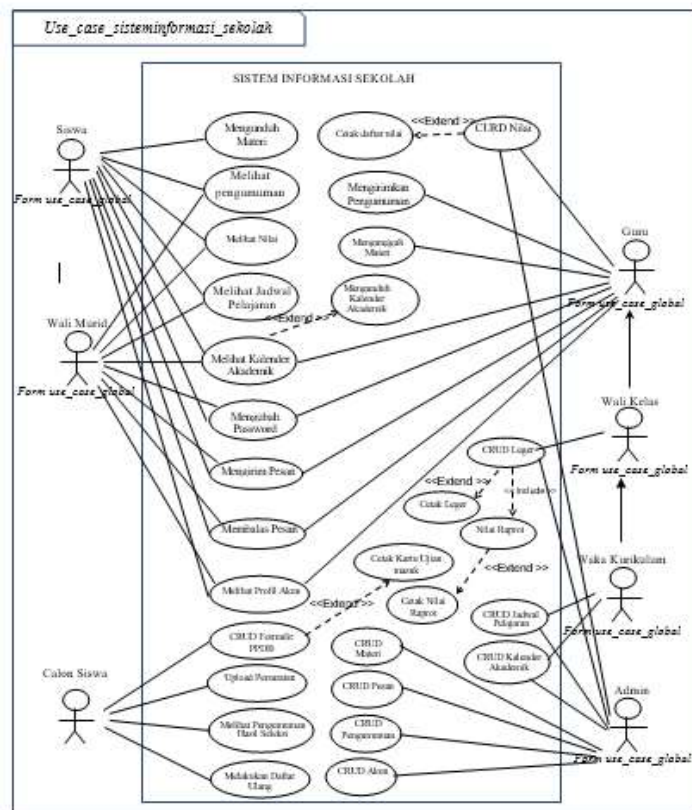 Use_case_sisteminformasi_sekolah
SISTEM INFORMASI SEKOLAH
Siswa
Form use_case_global
Wali Murid
Form use_case_global
Calon Siswa
Mengunduh
Materi
Melihat
pengumuman
Melihat Nilai
Melihat Jadwal
Pelajaran
<<Extend >>
Melihat Kalender
Akademik
Mengubah
Password
Mengirim Pesan
Membalas Pesan
Melihat Profil Akun
CRUD Formulir
PPDB
<<Extend >>
Upload Persyaratan
Melihat Pengumuman
Hasil Seleksi
Melakukan Daftar
Ulang
Cetak daftar nilai
<<Extend >>
CURD Nilai
Mengirimkan
Pengumuman
Mengunggah
Materi
Mengunduh
Kalender
Akademik
CRUD Leger
<<Extend >>
<< Include >>
Cetak Leger
Nilai Raprot
Cetak Kartu Ujian
masuk
<<Extend >>
Cetak Nilai
Raprot
CRUD Jadwal
Pelajaran
CRUD Kalender
Akademik
CRUD
Materi
CRUD Pesan
CRUD
Pengumuman
CRUD Akun
Guru
Form use_case_global
Wali Kelas
Form use_case_global
Waka Kurikulum
Form use_case_global
Admin
Form use_case_global